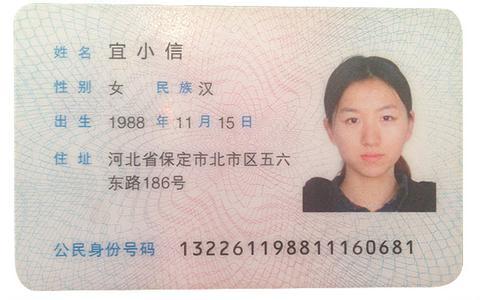 姓名 宜小信
性别 女 民族 汉
出生 1988 年 11 月 15 日
住址 河北省保定市北市区五六
东路186号
公民身份号码 132261198811160681